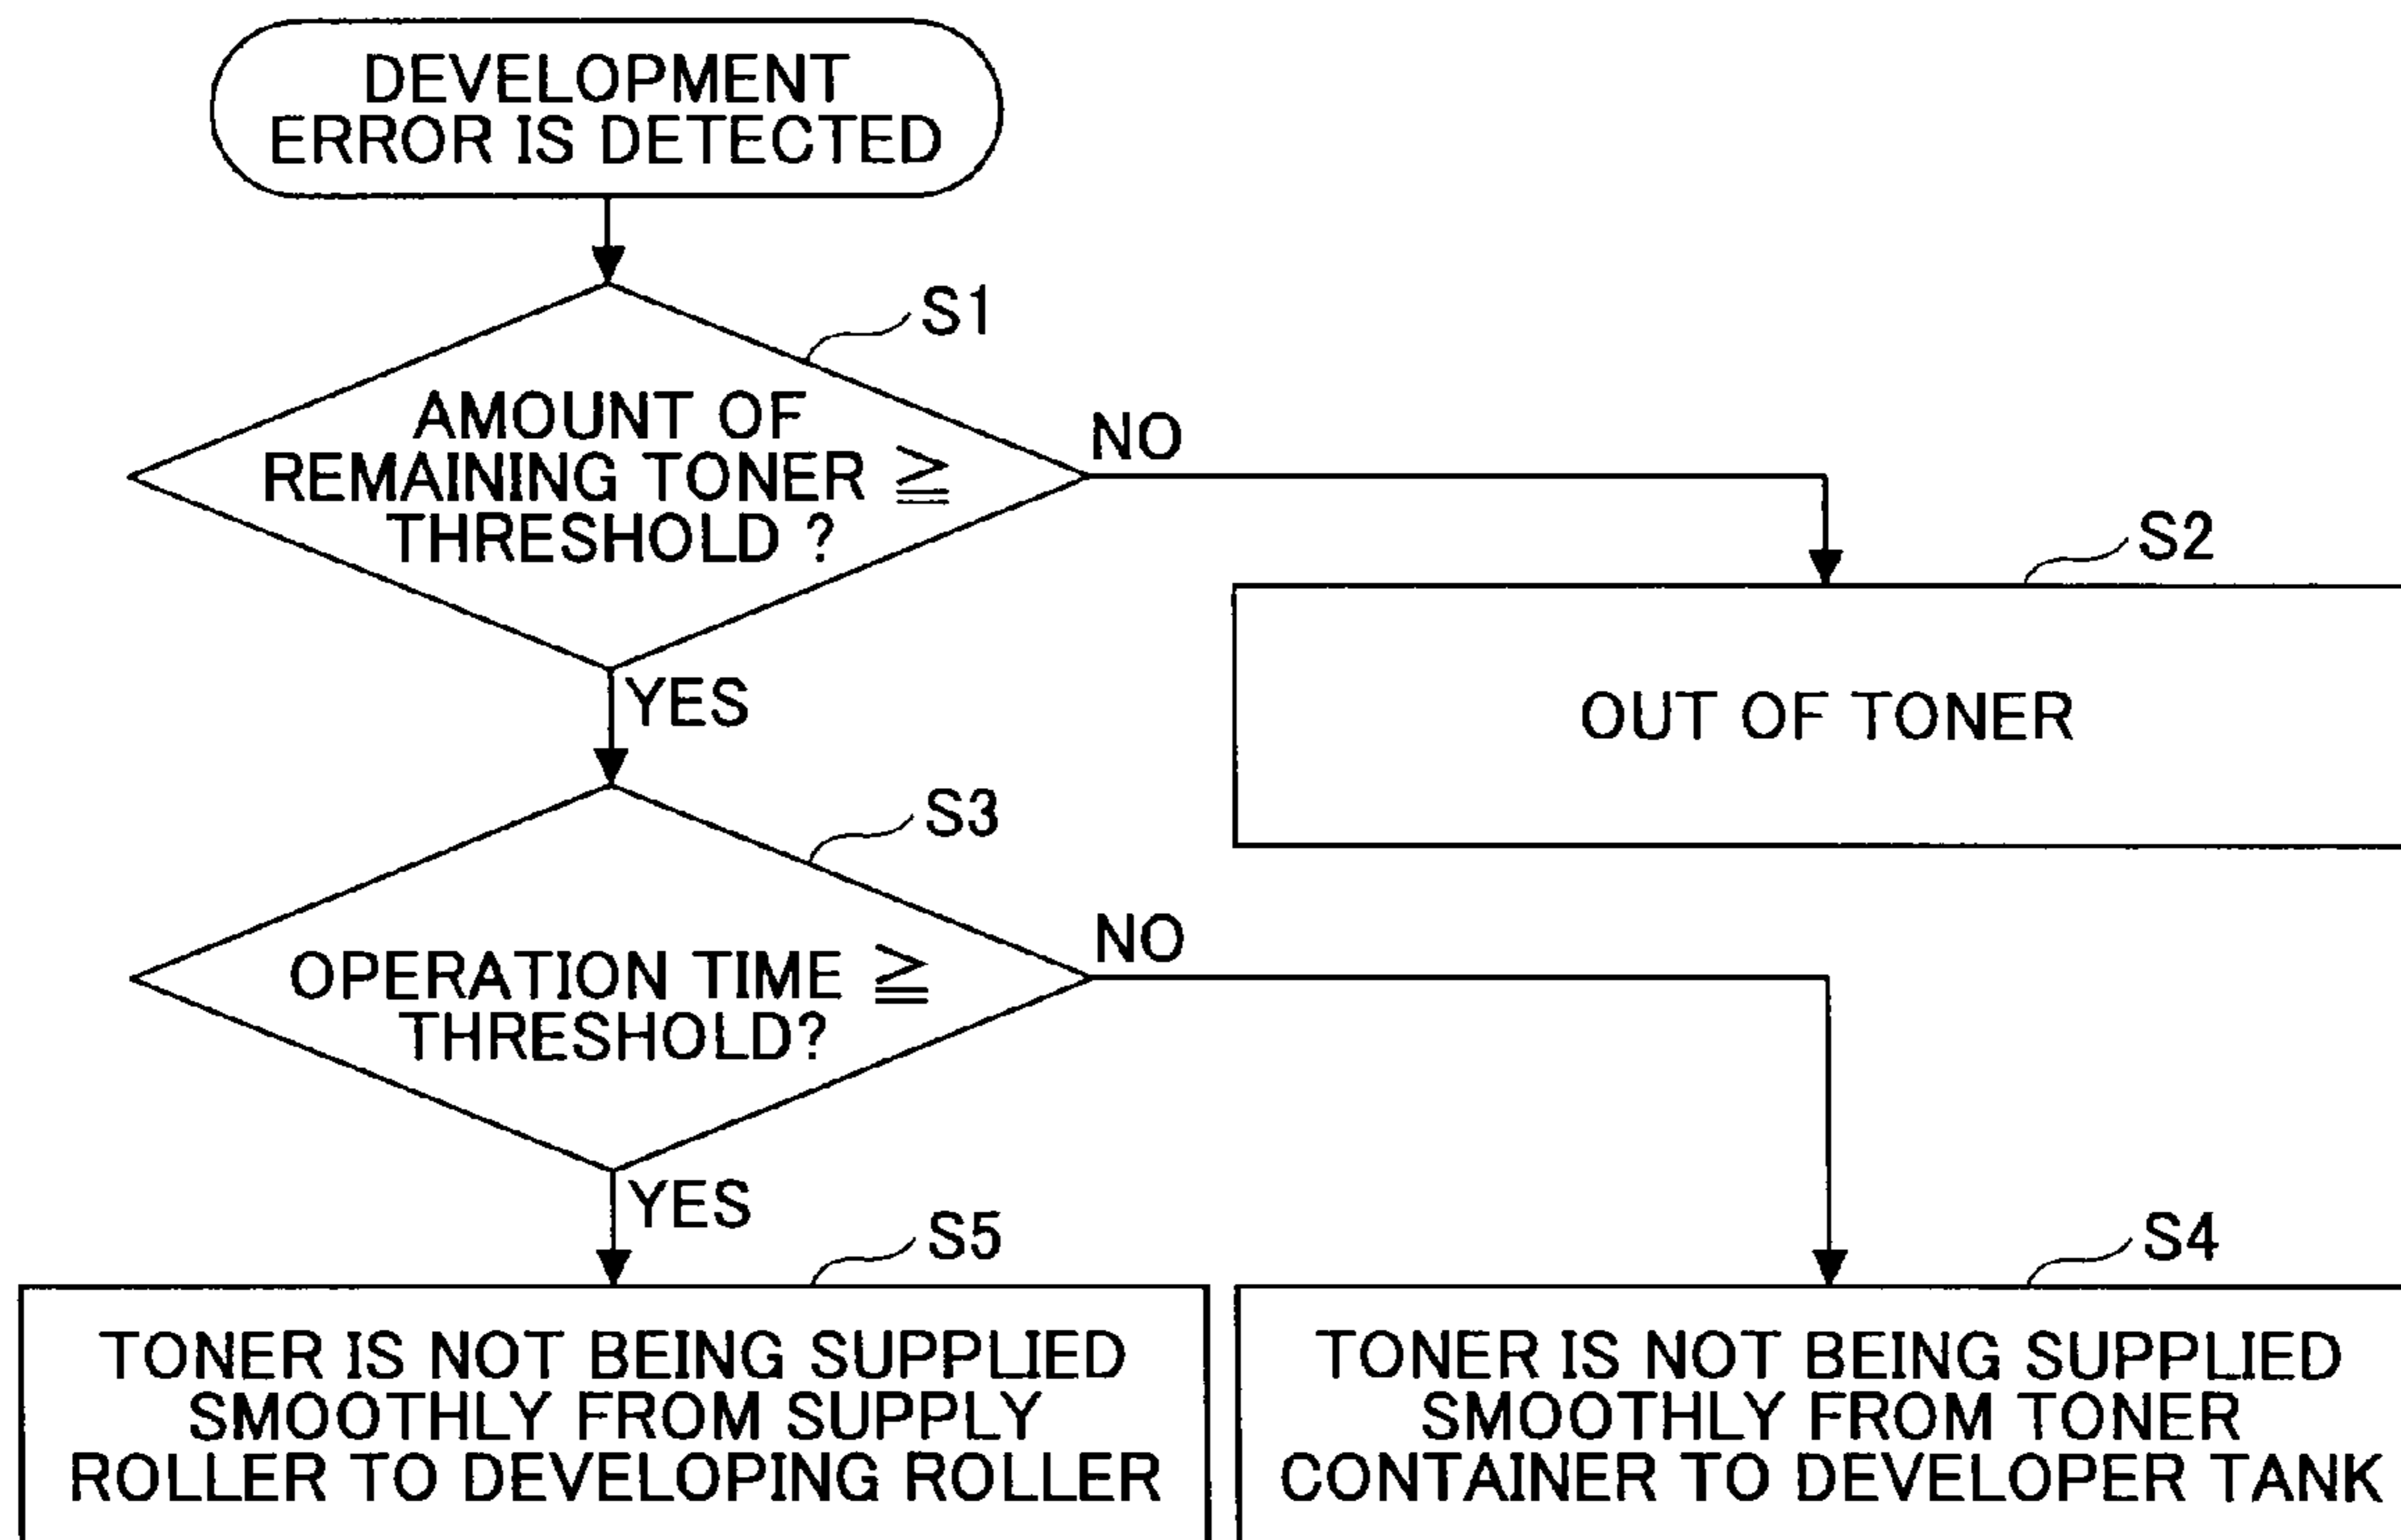 DEVELOPMENT
ERROR IS DETECTED
S1
AMOUNT OF
REMAINING TONER ≧
THRESHOLD ?
NO
YES
S2
OUT OF TONER
S3
OPERATION TIME ≧
THRESHOLD?
NO
YES
S5
TONER IS NOT BEING SUPPLIED
SMOOTHLY FROM SUPPLY
ROLLER TO DEVELOPING ROLLER
S4
TONER IS NOT BEING SUPPLIED
SMOOTHLY FROM TONER
CONTAINER TO DEVELOPER TANK